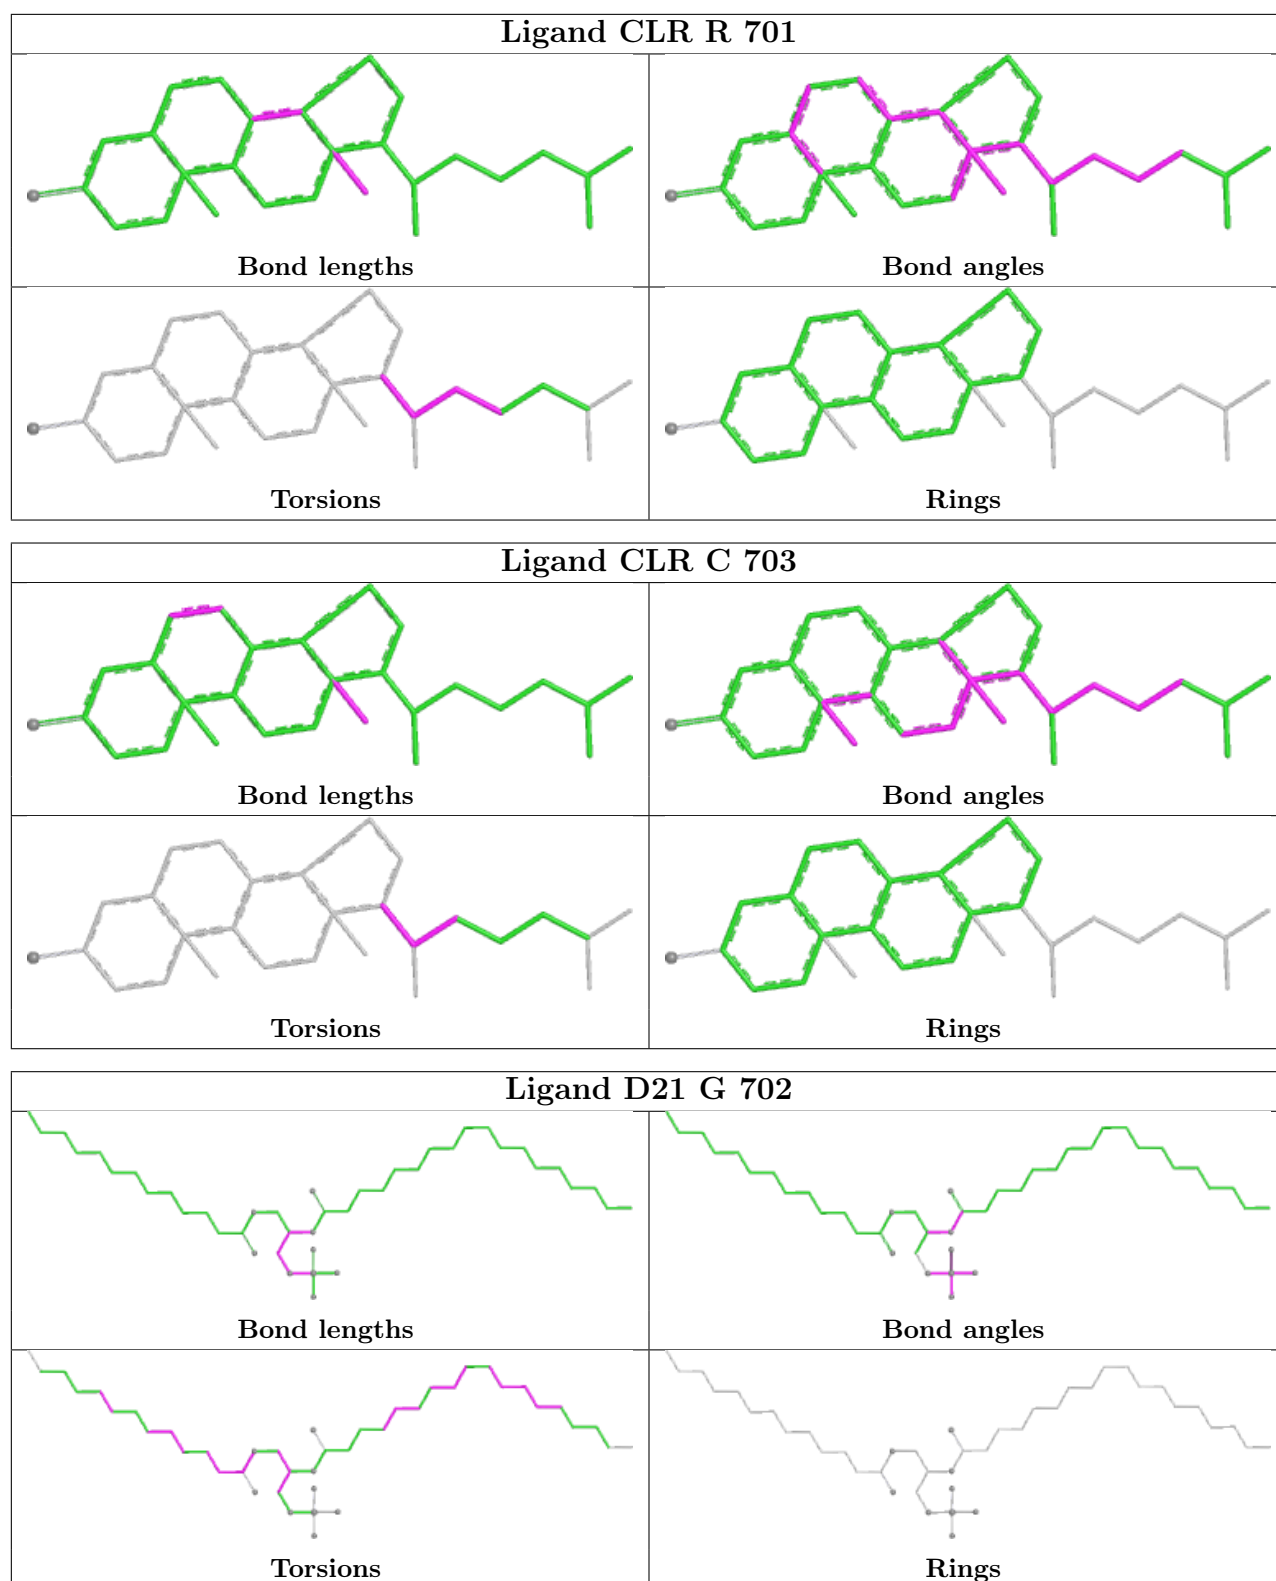 Ligand CLR R 701
Bond lengths
Bond angles
Torsions
Rings
Ligand CLR C 703
Bond lengths
Bond angles
Torsions
Rings
Ligand D21 G 702
Bond lengths
Bond angles
Torsions
Rings